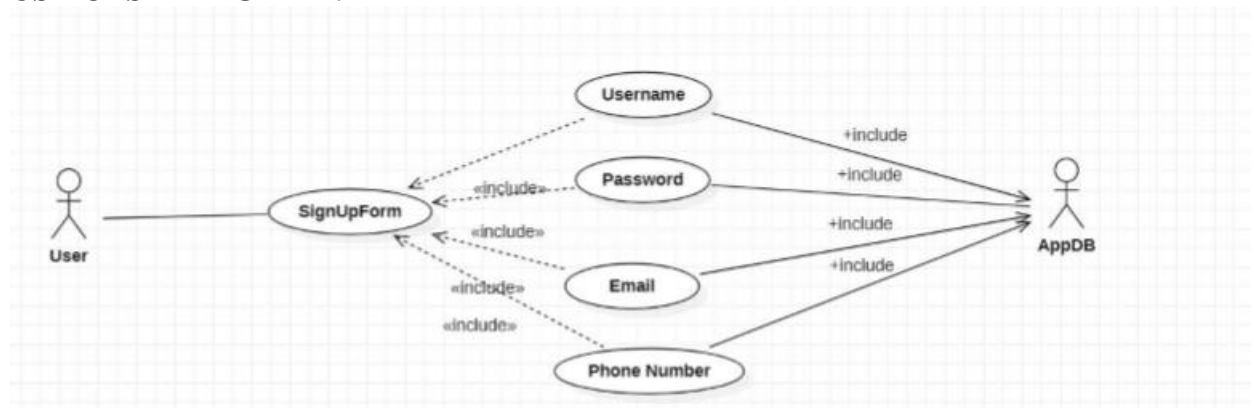 Username
+include
Password
+include
«include»
SignUpForm
User
«include»
+include
AppDB
+include
Email
«include»
«include»
Phone Number